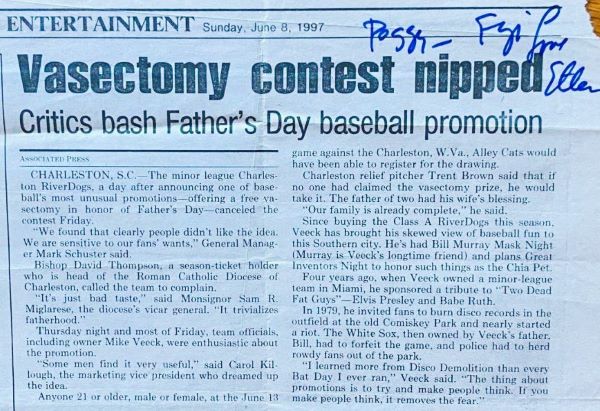 ENTERTAINMENT Sunday, June 8, 1997
Peggy - Fyi from
Ellen
Vasectomy contest nipped
Critics bash Father's Day baseball promotion
ASSOCIATED PRESS
CHARLESTON, S.C.—The minor league Charles-
ton RiverDogs, a day after announcing one of base-
ball's most unusual promotions—offering a free va-
sectomy in honor of Father's Day—canceled the
contest Friday.
"We found that clearly people didn't like the idea.
We are sensitive to our fans' wants," General Manag-
er Mark Schuster said.
Bishop David Thompson, a season-ticket holder
who is head of the Roman Catholic Diocese of
Charleston, called the team to complain.
"It's just bad taste," said Monsignor Sam R.
Miglarese, the diocese's vicar general. "It trivializes
fatherhood."
Thursday night and most of Friday, team officials,
including owner Mike Veeck, were enthusiastic about
the promotion.
"Some men find it very useful," said Carol Kil-
lough, the marketing vice president who dreamed up
the idea.
Anyone 21 or older, male or female, at the June 13
game against the Charleston, W.Va., Alley Cats would
have been able to register for the drawing.
Charleston relief pitcher Trent Brown said that if
no one had claimed the vasectomy prize, he would
take it. The father of two had his wife's blessing.
"Our family is already complete," he said.
Since buying the Class A RiverDogs this season,
Veeck has brought his skewed view of baseball fun to
this Southern city. He's had Bill Murray Mask Night
(Murray is Veeck's longtime friend) and plans Great
Inventors Night to honor such things as the Chia Pet.
Four years ago, when Veeck owned a minor-league
team in Miami, he sponsored a tribute to "Two Dead
Fat Guys"—Elvis Presley and Babe Ruth.
In 1979, he invited fans to burn disco records in the
outfield at the old Comiskey Park and nearly started
a riot. The White Sox, then owned by Veeck's father,
Bill, had to forfeit the game, and police had to herd
rowdy fans out of the park.
"I learned more from Disco Demolition than every
Bat Day I ever ran," Veeck said. "The thing about
promotions is to try and make people think. If you
make people think, it removes the fear."